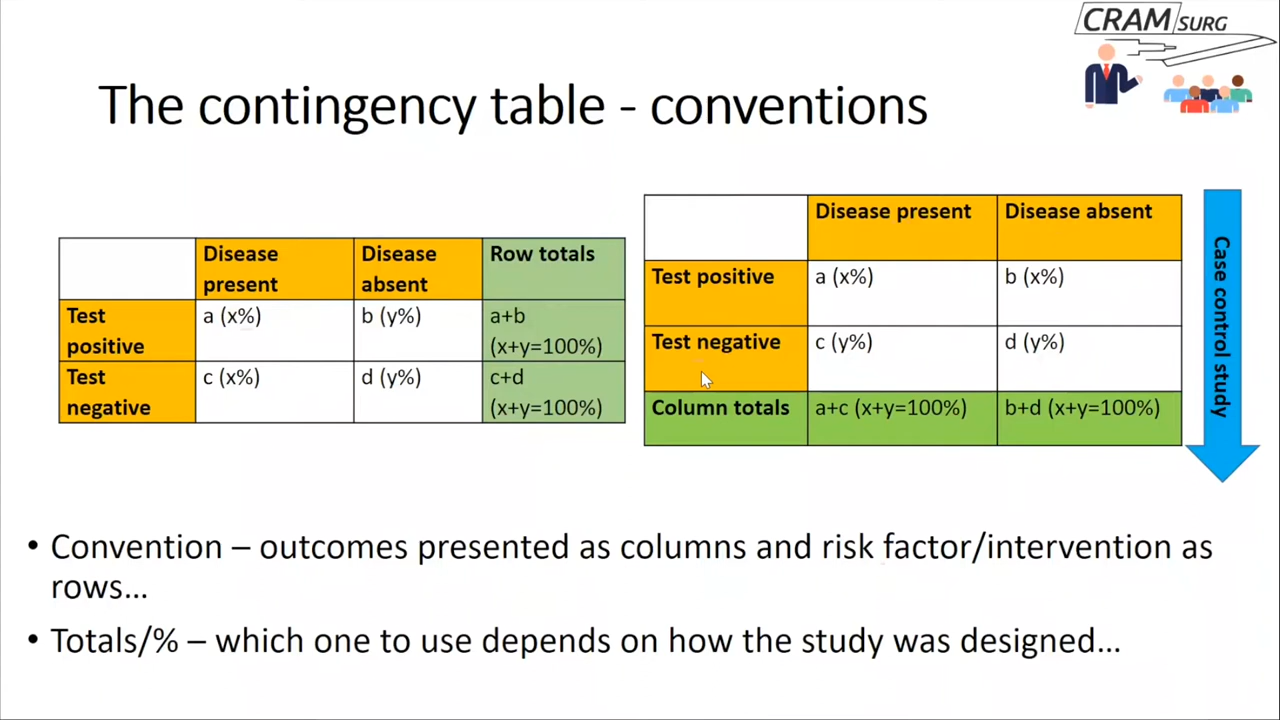 CRAM SURG
The contingency table - conventions
Disease present
Disease absent
Row totals
Test positive
a (x%)
b (y%)
a+b (x+y=100%)
Test negative
c (x%)
d (y%)
c+d (x+y=100%)
Disease present
Disease absent
Test positive
a (x%)
b (x%)
Test negative
c (y%)
d (y%)
Column totals
a+c (x+y=100%)
b+d (x+y=100%)
Case control study
• Convention – outcomes presented as columns and risk factor/intervention as
rows...
• Totals/% – which one to use depends on how the study was designed...